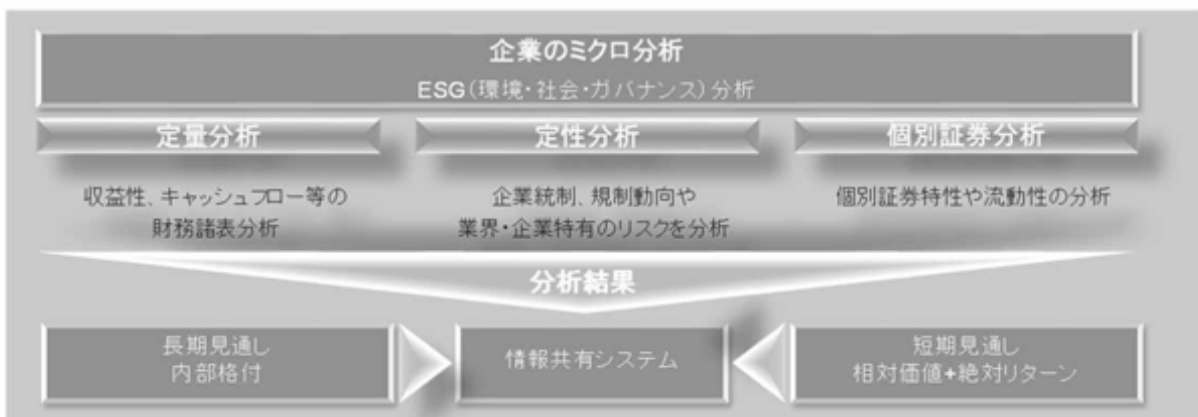 企業のミクロ分析
ESG(環境・社会・ガバナンス)分析
定量分析
定性分析
個別証券分析
収益性、キャッシュフロー等の
財務諸表分析
企業統制、規制動向や
業界・企業特有のリスクを分析
個別証券特性や流動性の分析
分析結果
長期見通し
内部格付
情報共有システム
短期見通し
相対価値+絶対リターン